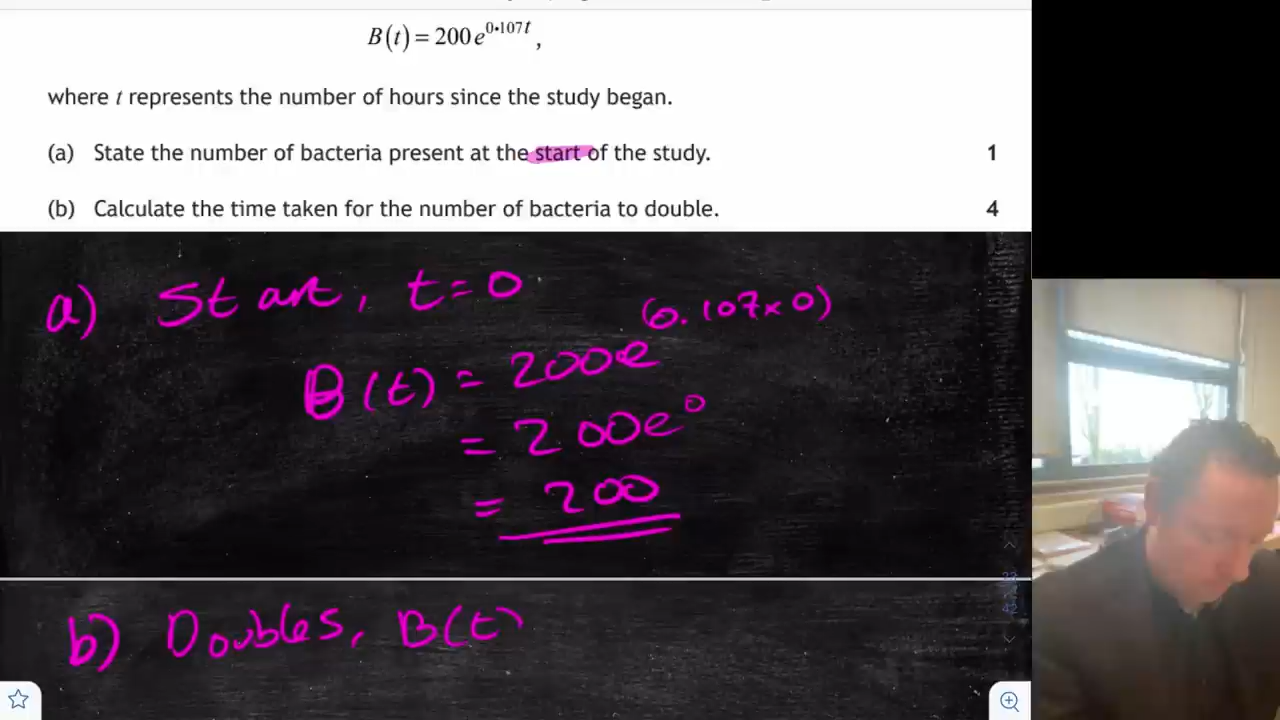 B(t) = 200e^0·107t,
where t represents the number of hours since the study began.
(a) State the number of bacteria present at the start of the study. 1
(b) Calculate the time taken for the number of bacteria to double. 4
a) Start, t = 0
B(t) = 200e^(0.107×0)
= 200e^0
= 200
b) Doubles, B(t)